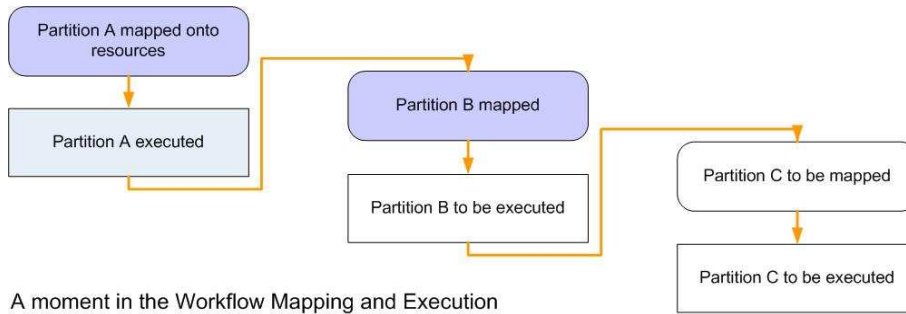 Partition A mapped onto
resources
Partition A executed
Partition B mapped
Partition B to be executed
Partition C to be mapped
Partition C to be executed
A moment in the Workflow Mapping and Execution